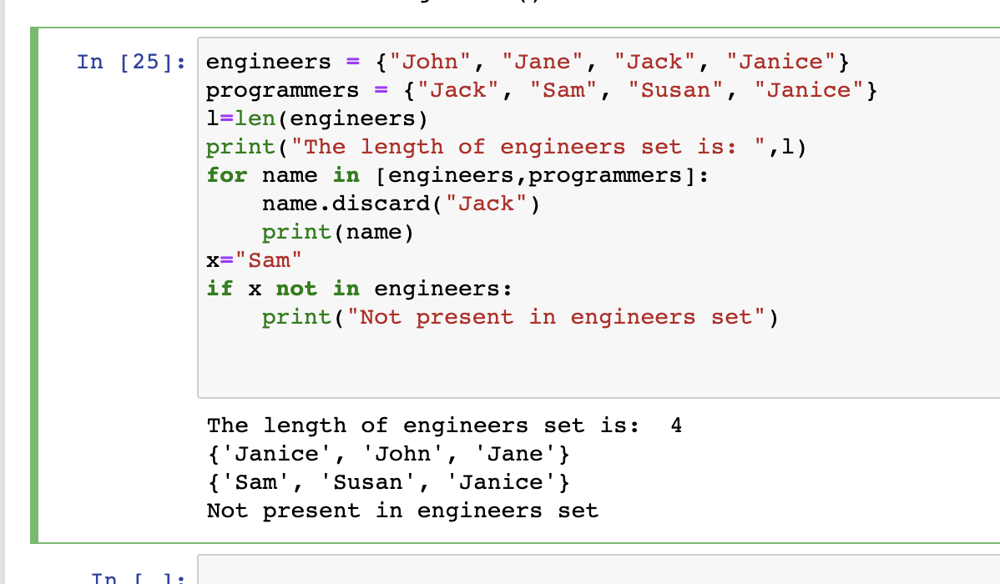 In [25]:
engineers = {"John", "Jane", "Jack", "Janice"}
programmers = {"Jack", "Sam", "Susan", "Janice"}
l=len(engineers)
print("The length of engineers set is: ",l)
for name in [engineers,programmers]:
    name.discard("Jack")
    print(name)
x="Sam"
if x not in engineers:
    print("Not present in engineers set")
The length of engineers set is:  4
{'Janice', 'John', 'Jane'}
{'Sam', 'Susan', 'Janice'}
Not present in engineers set
In [ ]: